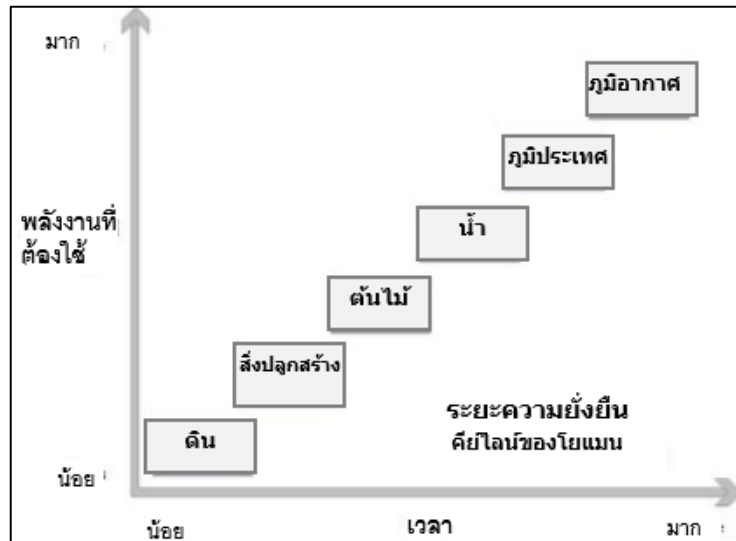 มาก
ภูมิอากาศ
ภูมิประเทศ
พลังงานที่
ต้องใช้
น้ำ
ต้นไม้
สิ่งปลูกสร้าง
ระยะความยั่งยืน
คีย์ไลน์ของโยแมน
ดิน
น้อย
น้อย
เวลา
มาก